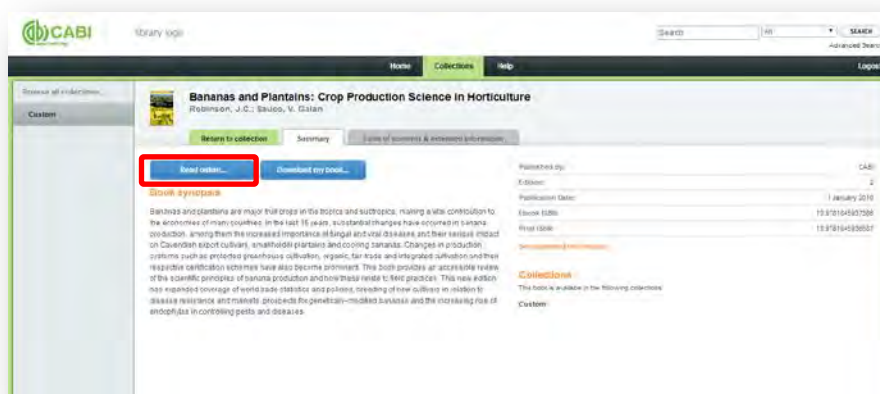 CABI
library logo
Search
All
SEARCH
Advanced Search
Home Collections Help
Logout
Browse all collections...
Custom
Bananas and Plantains: Crop Production Science in Horticulture
Robinson, J.C.; Sauco, V. Galan
Return to collection Summary Table of contents & extended information
Read online... Download my book...
Book synopsis
Bananas and plantains are major fruit crops in the tropics and subtropics, making a vital contribution to
the economies of many countries. In the last 15 years, substantial changes have occurred in banana
production, among them the increased importance of fungal and viral diseases and their serious impact
on Cavendish export cultivars, smallholder plantains and cooking bananas. Changes in production
systems such as protected greenhouse cultivation, organic, fair-trade and integrated cultivation and their
respective certification schemes have also become prominent. This book provides an accessible review
of the scientific principles of banana production and how these relate to field practices. This new edition
has expanded coverage of world trade statistics and policies, breeding of new cultivars in relation to
disease resistance and markets, prospects for genetically-modified bananas and the increasing role of
endophytes in controlling pests and diseases.
Published By: CABI
Edition: 2
Publication Date: 1 January 2010
Ebook ISBN:
Print ISBN:
Collections
This book is available in the following collections:
Custom